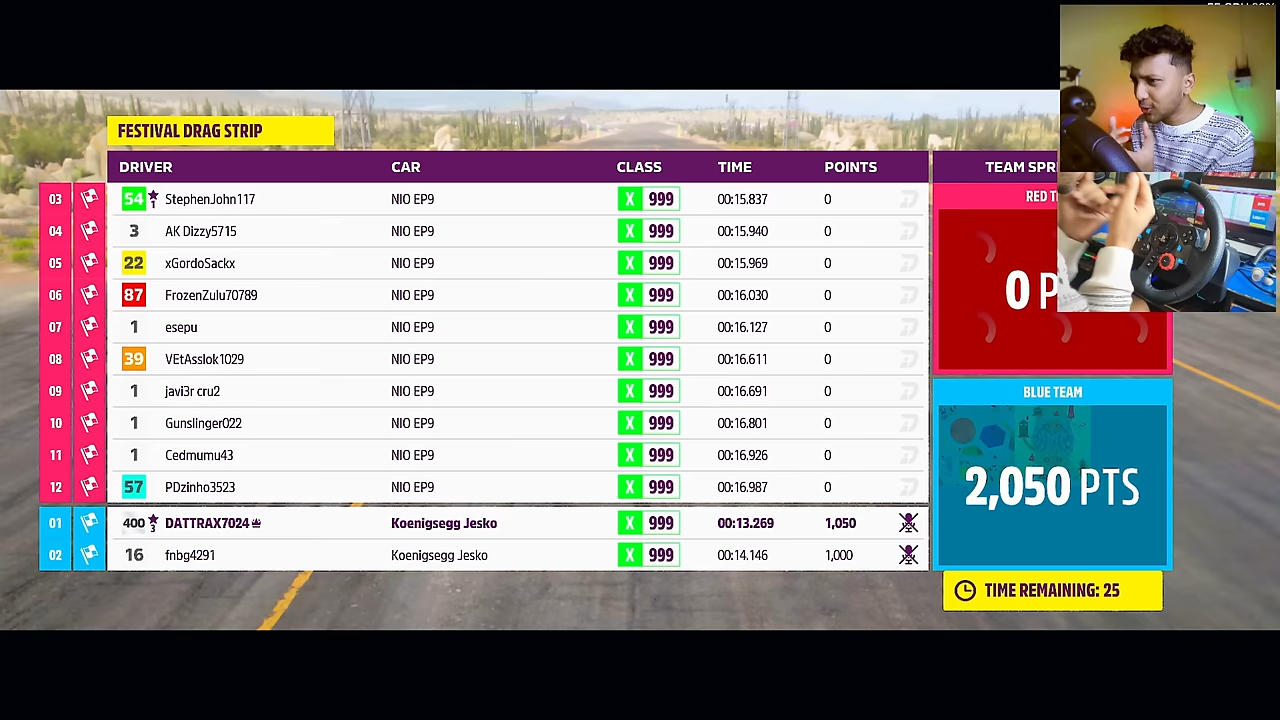 FESTIVAL DRAG STRIP
DRIVER CAR CLASS TIME POINTS
03 54 1 StephenJohn117 NIO EP9 X 999 00:15.837 0
04 3 AK Dizzy5715 NIO EP9 X 999 00:15.940 0
05 22 xGordoSackx NIO EP9 X 999 00:15.969 0
06 87 FrozenZulu70789 NIO EP9 X 999 00:16.030 0
07 1 esepu NIO EP9 X 999 00:16.127 0
08 39 VEtAsslok1029 NIO EP9 X 999 00:16.611 0
09 1 javi3r cru2 NIO EP9 X 999 00:16.691 0
10 1 Gunslinger022 NIO EP9 X 999 00:16.801 0
11 1 Cedmumu43 NIO EP9 X 999 00:16.926 0
12 57 PDzinho3523 NIO EP9 X 999 00:16.987 0
01 400 3 DATTRAX7024 Koenigsegg Jesko X 999 00:13.269 1,050
02 16 fnbg4291 Koenigsegg Jesko X 999 00:14.146 1,000
TEAM SPR
RED T
0 P
BLUE TEAM
2,050 PTS
TIME REMAINING: 25